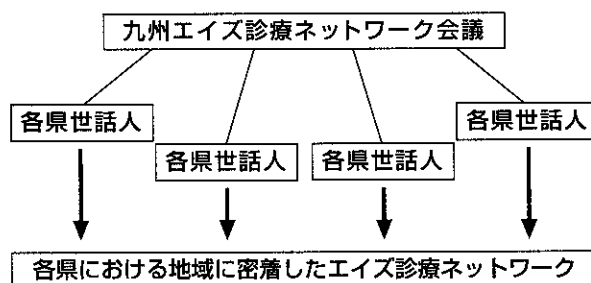 九州エイズ診療ネットワーク会議
各県世話人
各県世話人
各県世話人
各県世話人
各県における地域に密着したエイズ診療ネットワーク